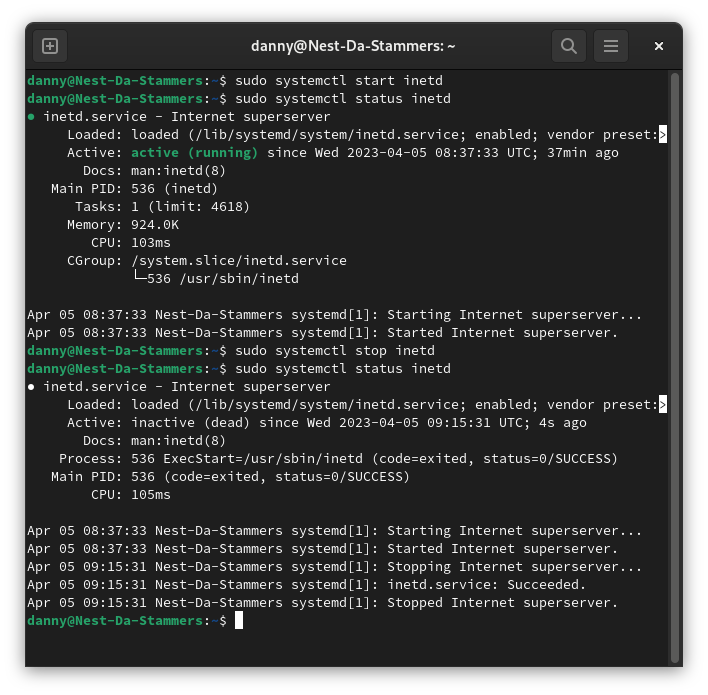 danny@Nest-Da-Stammers: ~
danny@Nest-Da-Stammers:~$ sudo systemctl start inetd
danny@Nest-Da-Stammers:~$ sudo systemctl status inetd
● inetd.service - Internet superserver
     Loaded: loaded (/lib/systemd/system/inetd.service; enabled; vendor preset:>
     Active: active (running) since Wed 2023-04-05 08:37:33 UTC; 37min ago
       Docs: man:inetd(8)
   Main PID: 536 (inetd)
      Tasks: 1 (limit: 4618)
     Memory: 924.0K
        CPU: 103ms
     CGroup: /system.slice/inetd.service
             └─536 /usr/sbin/inetd
Apr 05 08:37:33 Nest-Da-Stammers systemd[1]: Starting Internet superserver...
Apr 05 08:37:33 Nest-Da-Stammers systemd[1]: Started Internet superserver.
danny@Nest-Da-Stammers:~$ sudo systemctl stop inetd
danny@Nest-Da-Stammers:~$ sudo systemctl status inetd
● inetd.service - Internet superserver
     Loaded: loaded (/lib/systemd/system/inetd.service; enabled; vendor preset:>
     Active: inactive (dead) since Wed 2023-04-05 09:15:31 UTC; 4s ago
       Docs: man:inetd(8)
    Process: 536 ExecStart=/usr/sbin/inetd (code=exited, status=0/SUCCESS)
   Main PID: 536 (code=exited, status=0/SUCCESS)
        CPU: 105ms
Apr 05 08:37:33 Nest-Da-Stammers systemd[1]: Starting Internet superserver...
Apr 05 08:37:33 Nest-Da-Stammers systemd[1]: Started Internet superserver.
Apr 05 09:15:31 Nest-Da-Stammers systemd[1]: Stopping Internet superserver...
Apr 05 09:15:31 Nest-Da-Stammers systemd[1]: inetd.service: Succeeded.
Apr 05 09:15:31 Nest-Da-Stammers systemd[1]: Stopped Internet superserver.
danny@Nest-Da-Stammers:~$